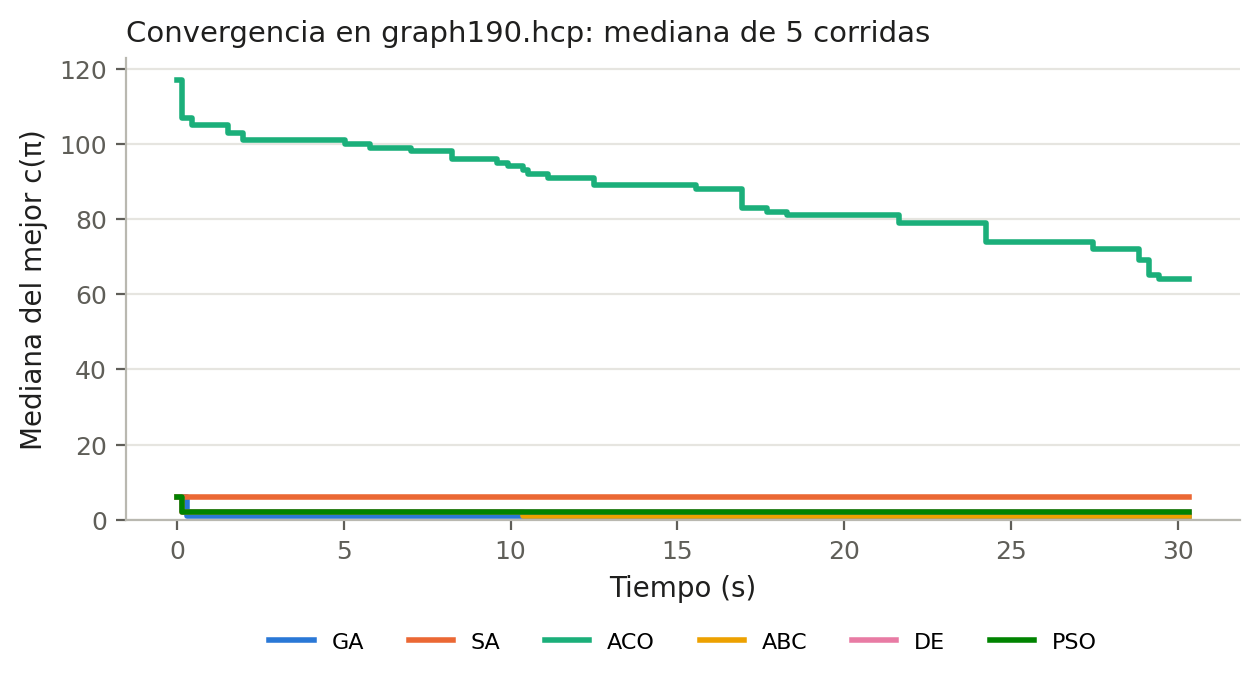 Convergencia en graph190.hcp: mediana de 5 corridas
Mediana del mejor c(π)
120
100
80
60
40
20
0
0 5 10 15 20 25 30
Tiempo (s)
GA SA ACO ABC DE PSO